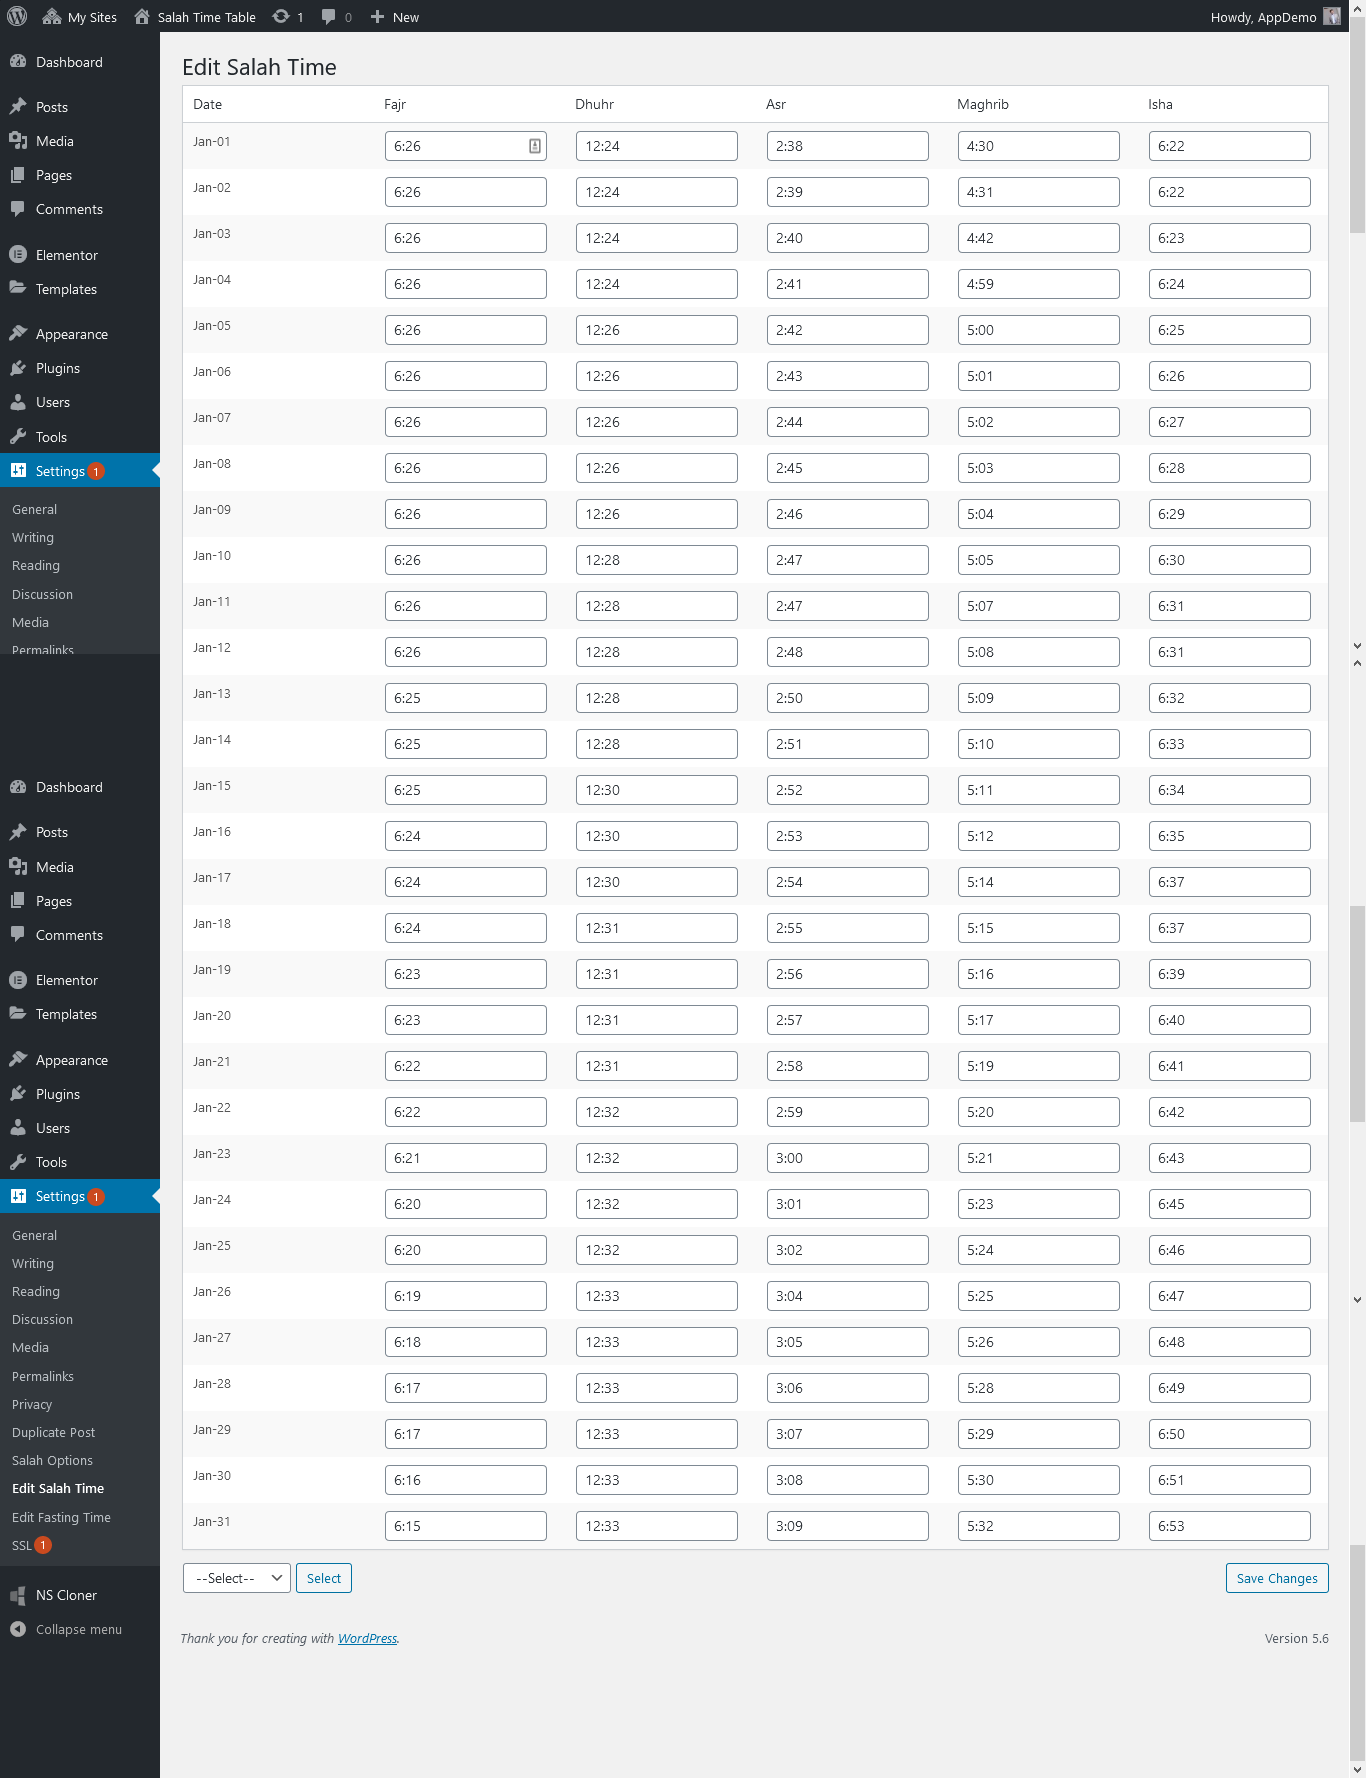 My Sites Salah Time Table 1 0 New Howdy, AppDemo
Dashboard
Posts
Media
Pages
Comments
Elementor
Templates
Appearance
Plugins
Users
Tools
Settings 1
General
Writing
Reading
Discussion
Media
Permalinks
Dashboard
Posts
Media
Pages
Comments
Elementor
Templates
Appearance
Plugins
Users
Tools
Settings 1
General
Writing
Reading
Discussion
Media
Permalinks
Privacy
Duplicate Post
Salah Options
Edit Salah Time
Edit Fasting Time
SSL 1
NS Cloner
Collapse menu
Edit Salah Time
Date Fajr Dhuhr Asr Maghrib Isha
Jan-01 6:26 12:24 2:38 4:30 6:22
Jan-02 6:26 12:24 2:39 4:31 6:22
Jan-03 6:26 12:24 2:40 4:42 6:23
Jan-04 6:26 12:24 2:41 4:59 6:24
Jan-05 6:26 12:26 2:42 5:00 6:25
Jan-06 6:26 12:26 2:43 5:01 6:26
Jan-07 6:26 12:26 2:44 5:02 6:27
Jan-08 6:26 12:26 2:45 5:03 6:28
Jan-09 6:26 12:26 2:46 5:04 6:29
Jan-10 6:26 12:28 2:47 5:05 6:30
Jan-11 6:26 12:28 2:47 5:07 6:31
Jan-12 6:26 12:28 2:48 5:08 6:31
Jan-13 6:25 12:28 2:50 5:09 6:32
Jan-14 6:25 12:28 2:51 5:10 6:33
Jan-15 6:25 12:30 2:52 5:11 6:34
Jan-16 6:24 12:30 2:53 5:12 6:35
Jan-17 6:24 12:30 2:54 5:14 6:37
Jan-18 6:24 12:31 2:55 5:15 6:37
Jan-19 6:23 12:31 2:56 5:16 6:39
Jan-20 6:23 12:31 2:57 5:17 6:40
Jan-21 6:22 12:31 2:58 5:19 6:41
Jan-22 6:22 12:32 2:59 5:20 6:42
Jan-23 6:21 12:32 3:00 5:21 6:43
Jan-24 6:20 12:32 3:01 5:23 6:45
Jan-25 6:20 12:32 3:02 5:24 6:46
Jan-26 6:19 12:33 3:04 5:25 6:47
Jan-27 6:18 12:33 3:05 5:26 6:48
Jan-28 6:17 12:33 3:06 5:28 6:49
Jan-29 6:17 12:33 3:07 5:29 6:50
Jan-30 6:16 12:33 3:08 5:30 6:51
Jan-31 6:15 12:33 3:09 5:32 6:53
--Select-- Select Save Changes
Thank you for creating with WordPress. Version 5.6